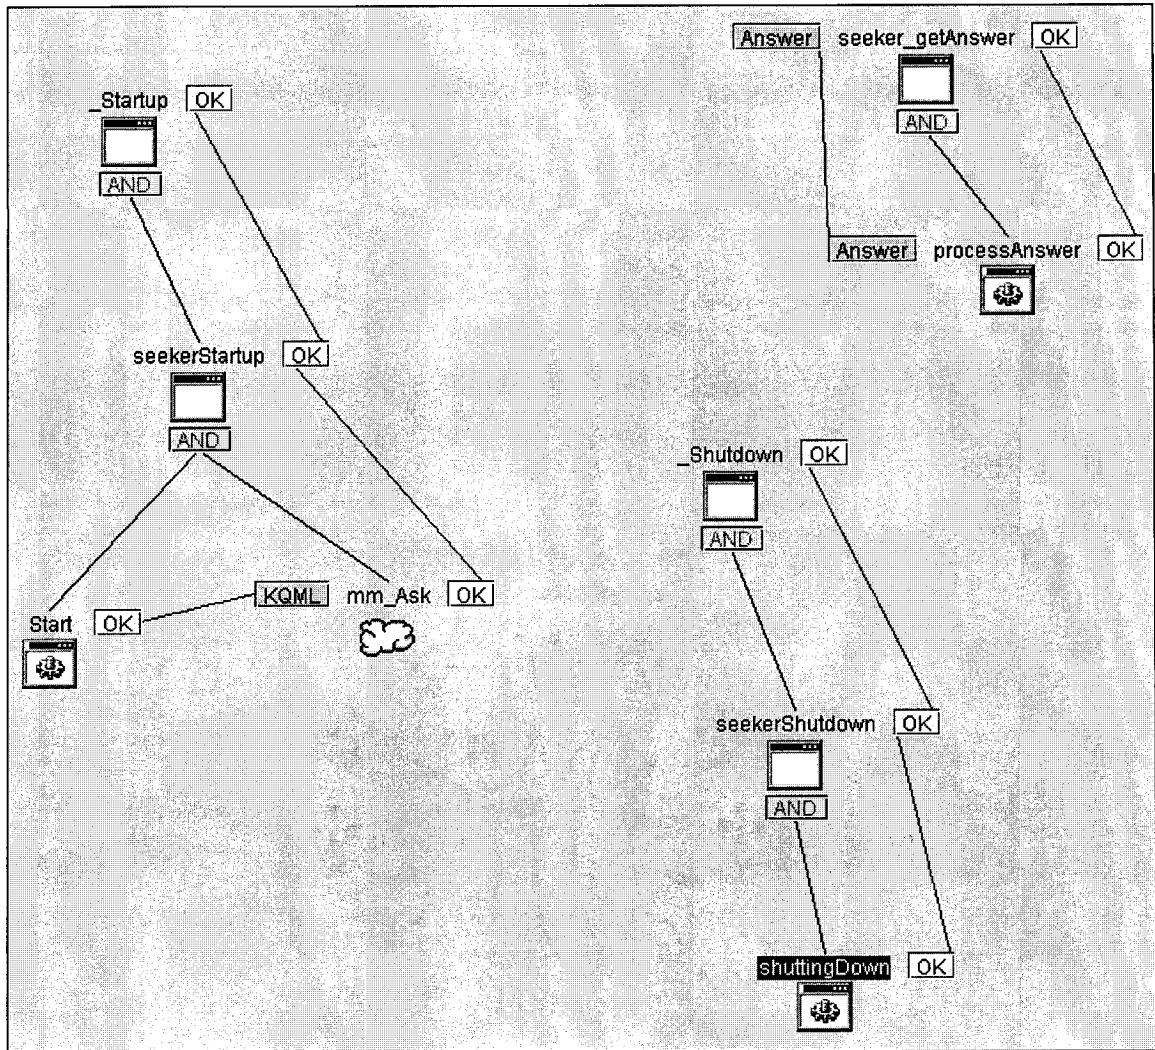 Answer seeker_getAnswer OK
AND
_Startup OK
AND
Answer processAnswer OK
seekerStartup OK
AND
_Shutdown OK
AND
KQML mm_Ask OK
Start OK
seekerShutdown OK
AND
shuttingDown OK